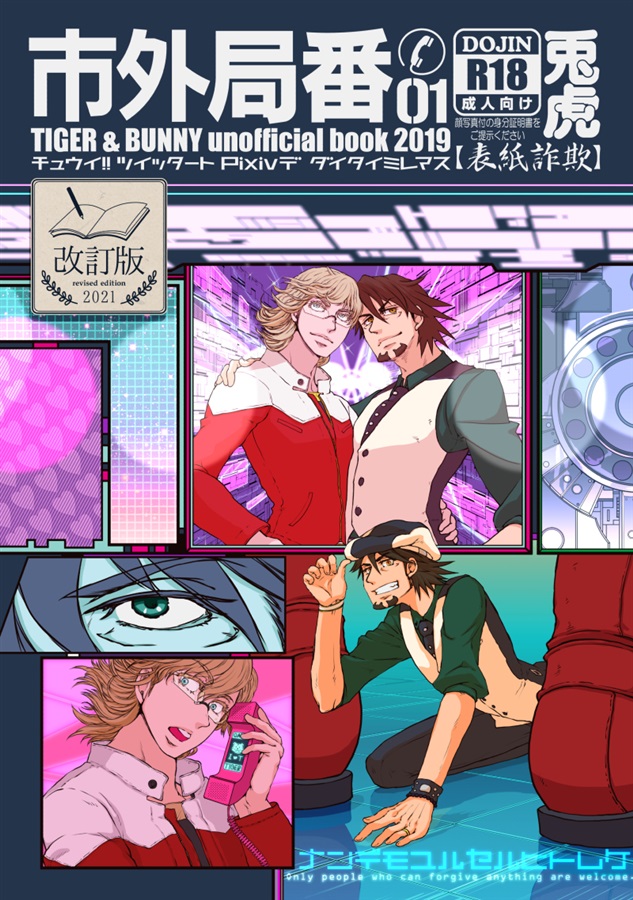 市外局番 01
DOJIN
R18
成人向け
顔写真付の身分証明書を
ご提示ください
兎虎
TIGER & BUNNY unofficial book 2019
チュウイ!! ツイッタート Pixivデ ダイタイミレマス
【表紙詐欺】
改訂版
revised edition
2021
I ♥ T
TIGER
ナンデモユルセルヒトムケ
Only people who can forgive anything are welcome.